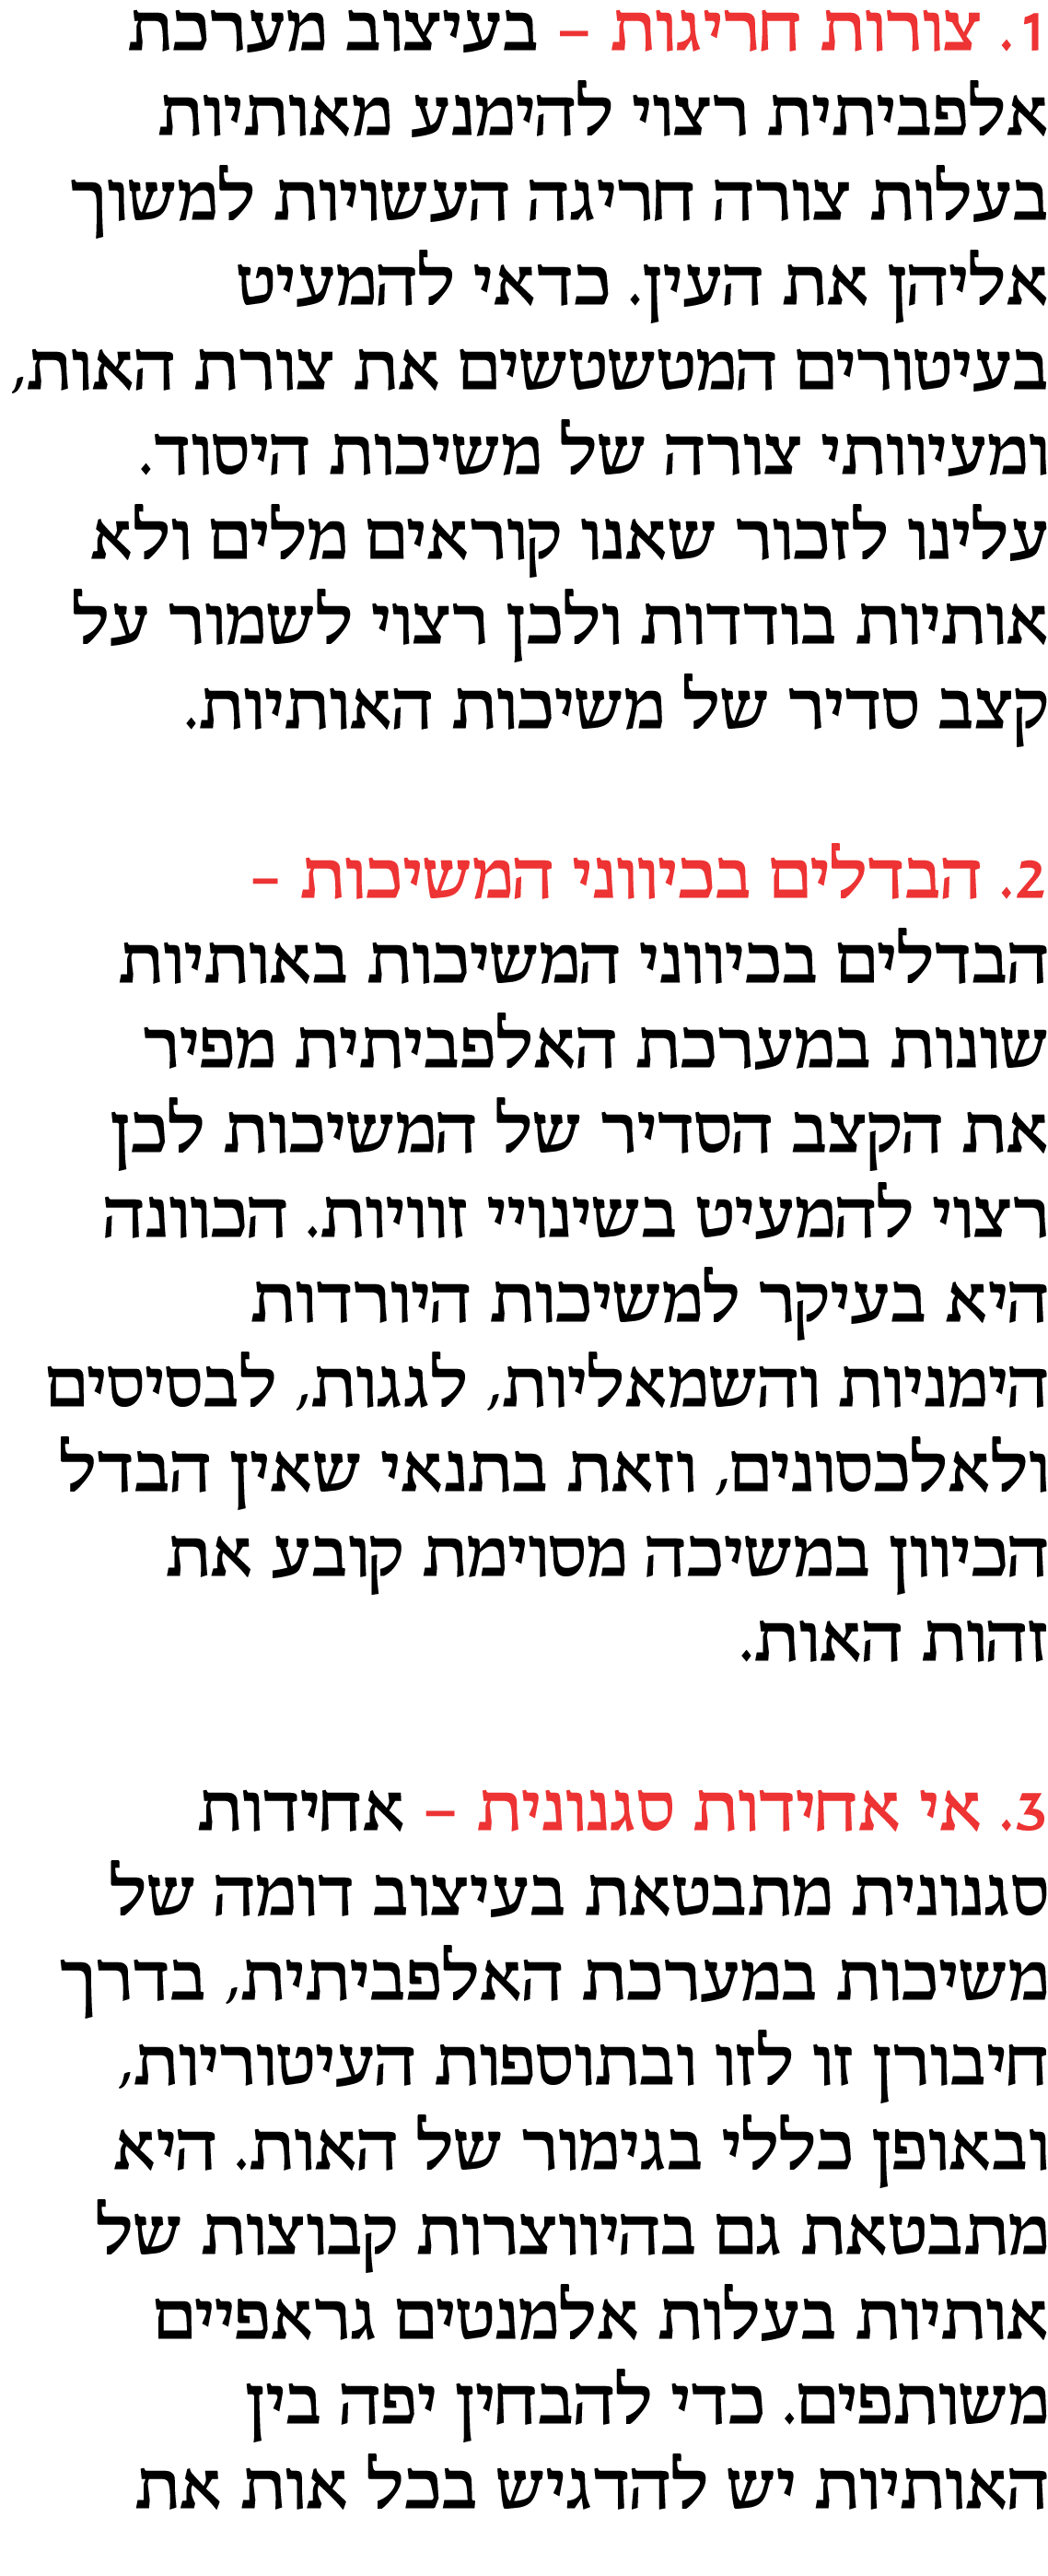 1. צורות חריגות – בעיצוב מערכת
אלפביתית רצוי להימנע מאותיות
בעלות צורה חריגה העשויות למשוך
אליהן את העין. כדאי להמעיט
בעיטורים המטשטשים את צורת האות,
ומעיוותי צורה של משיכות היסוד.
עלינו לזכור שאנו קוראים מלים ולא
אותיות בודדות ולכן רצוי לשמור על
קצב סדיר של משיכות האותיות.
2. הבדלים בכיווני המשיכות –
הבדלים בכיווני המשיכות באותיות
שונות במערכת האלפביתית מפיר
את הקצב הסדיר של המשיכות לכן
רצוי להמעיט בשינויי זוויות. הכוונה
היא בעיקר למשיכות היורדות
הימניות והשמאליות, לגגות, לבסיסים
ולאלכסונים, וזאת בתנאי שאין הבדל
הכיוון במשיכה מסוימת קובע את
זהות האות.
3. אי אחידות סגנונית – אחידות
סגנונית מתבטאת בעיצוב דומה של
משיכות במערכת האלפביתית, בדרך
חיבורן זו לזו ובתוספות העיטוריות,
ובאופן כללי בגימור של האות. היא
מתבטאת גם בהיווצרות קבוצות של
אותיות בעלות אלמנטים גראפיים
משותפים. כדי להבחין יפה בין
האותיות יש להדגיש בכל אות את